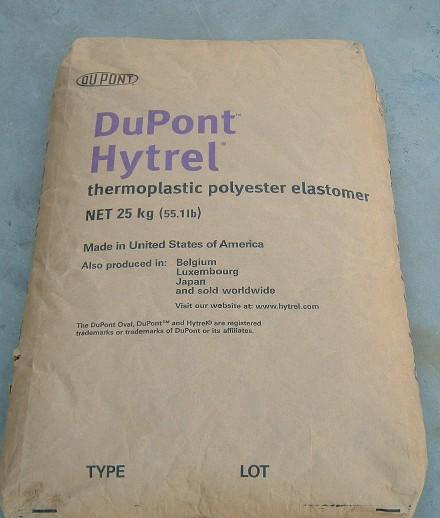 DUPONT
DuPont™
Hytrel®
thermoplastic polyester elastomer
NET 25 kg (55.1lb)
Made in United States of America
Also produced in: Belgium
Luxembourg
Japan
and sold worldwide
Visit our website at: www.hytrel.com
The DuPont Oval, DuPont™ and Hytrel® are registered
trademarks or trademarks of DuPont or its affiliates.
TYPE LOT